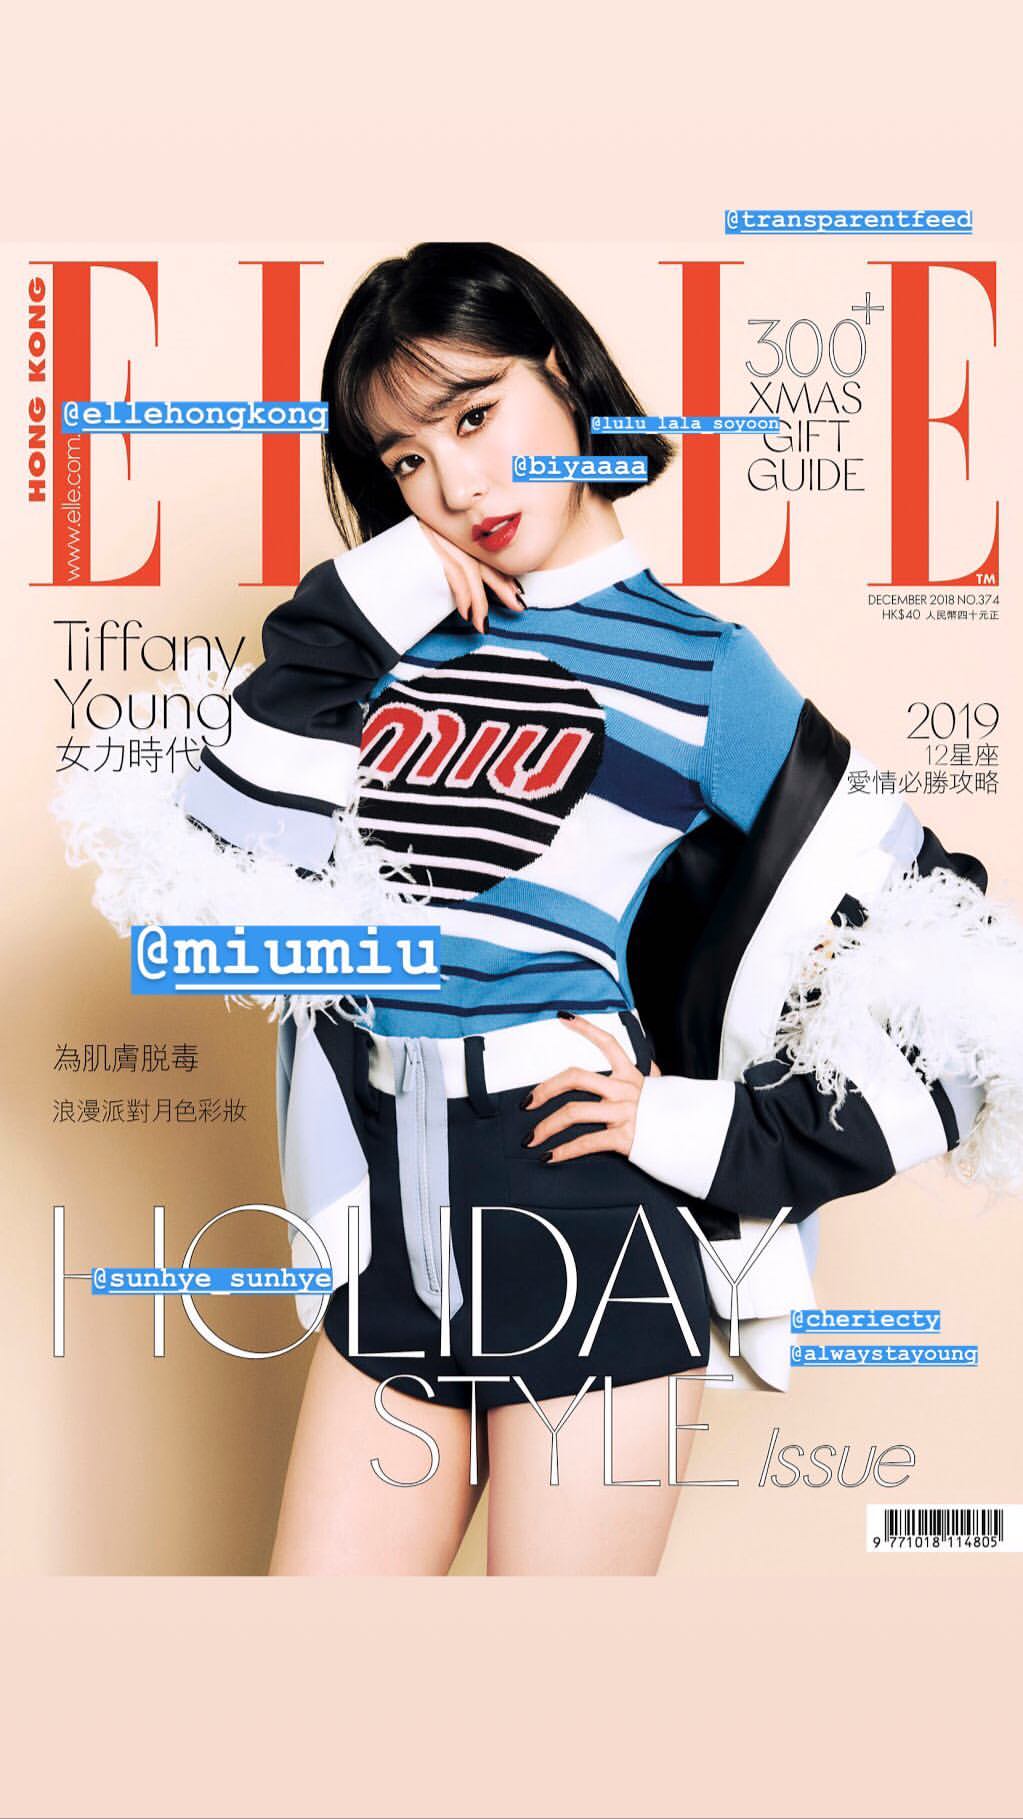 @transparentfeed
ELLE
HONG KONG
www.elle.com.
@ellehongkong
@lulu_lala_soyoon
@biyaaaa
300+
XMAS
GIFT
GUIDE
TM
DECEMBER 2018 NO.374
HK$40 人民幣四十元正
Tiffany
Young
女力時代
miu
2019
12星座
愛情必勝攻略
@miumiu
為肌膚脱毒
浪漫派對月色彩妝
HOLIDAY
@sunhye_sunhye
@cheriecty
@alwaystayoung
STYLE Issue
9 771018 114805